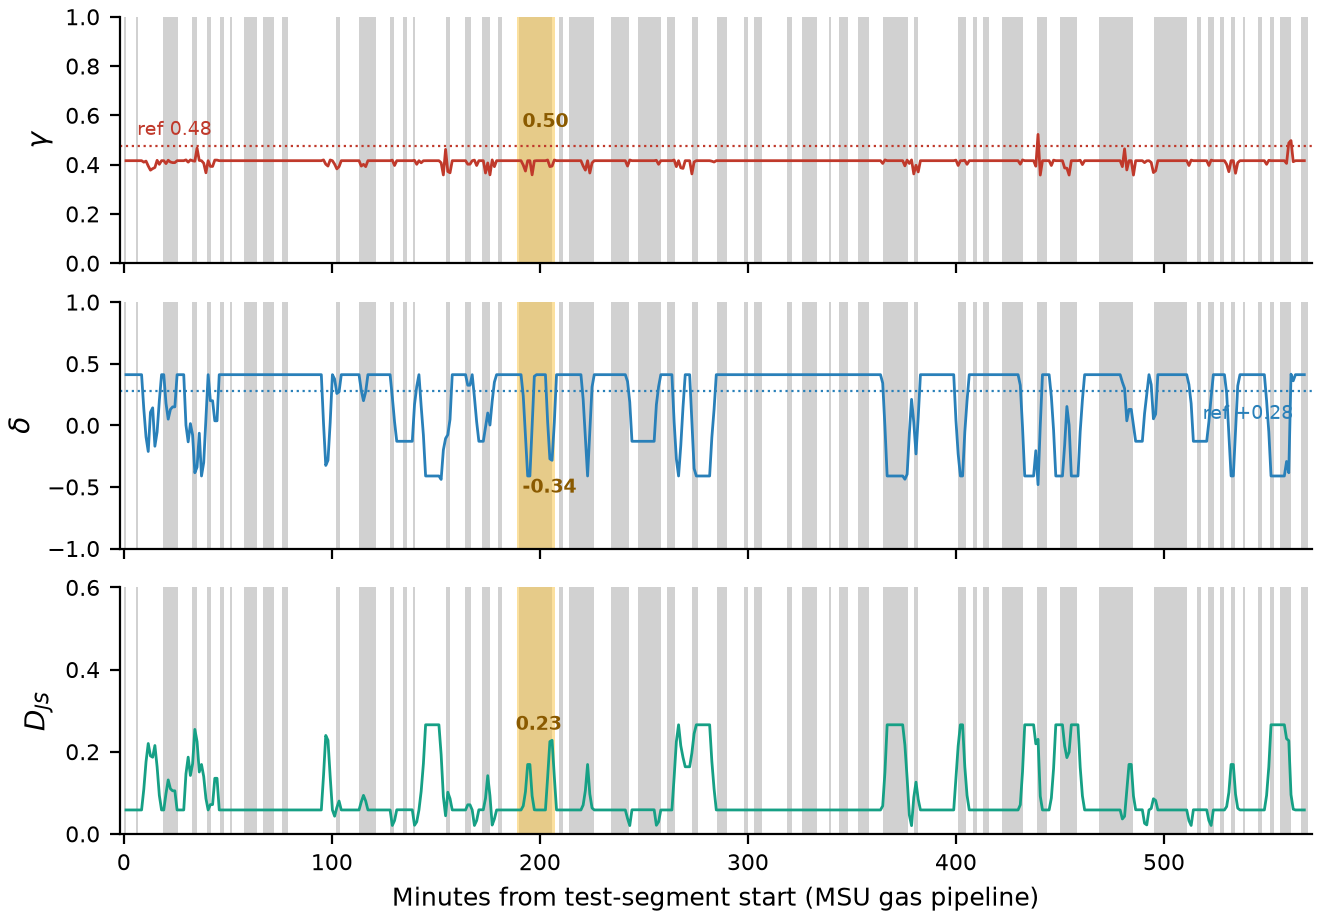 1.0
0.8
0.6
0.4
0.2
0.0
γ
ref 0.48
0.50
1.0
0.5
0.0
−0.5
−1.0
δ
ref +0.28
-0.34
0.6
0.4
0.2
0.0
D_JS
0.23
0 100 200 300 400 500
Minutes from test-segment start (MSU gas pipeline)